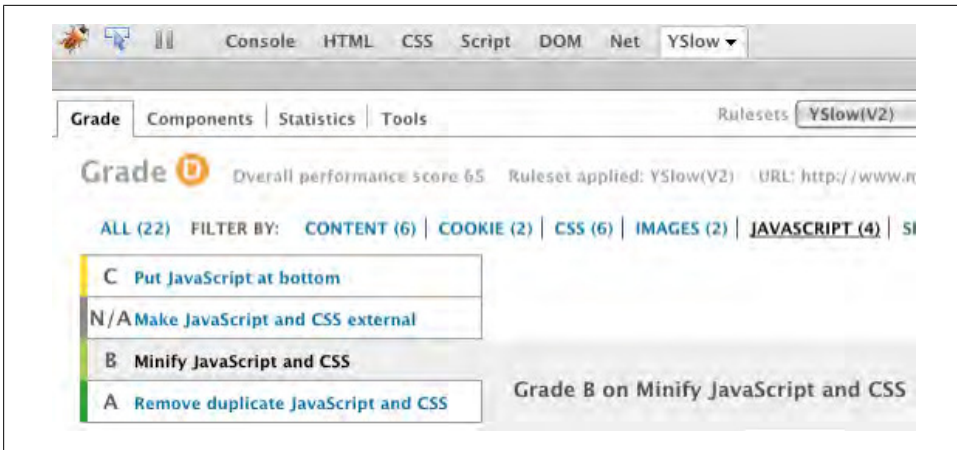 Console HTML CSS Script DOM Net YSlow
Grade Components Statistics Tools Rulesets YSlow(V2)
Grade D Overall performance score 65 Ruleset applied: YSlow(V2) URL: http://www.m
ALL (22) FILTER BY: CONTENT (6) | COOKIE (2) | CSS (6) | IMAGES (2) | JAVASCRIPT (4) |
C Put JavaScript at bottom
N/A Make JavaScript and CSS external
B Minify JavaScript and CSS
A Remove duplicate JavaScript and CSS
Grade B on Minify JavaScript and CSS